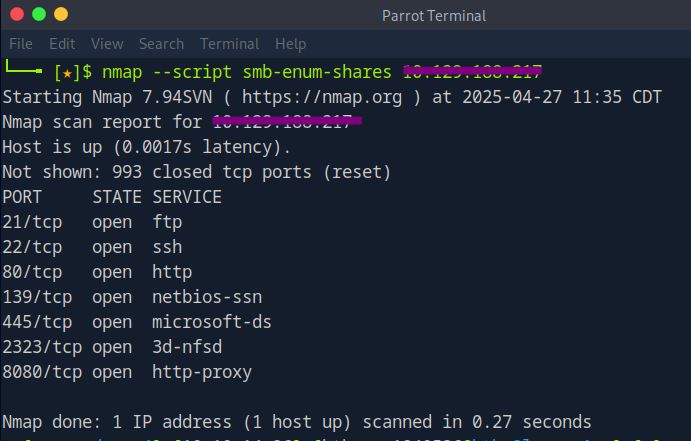 Parrot Terminal
File Edit View Search Terminal Help
[★]$ nmap --script smb-enum-shares
Starting Nmap 7.94SVN ( https://nmap.org ) at 2025-04-27 11:35 CDT
Nmap scan report for
Host is up (0.0017s latency).
Not shown: 993 closed tcp ports (reset)
PORT STATE SERVICE
21/tcp open ftp
22/tcp open ssh
80/tcp open http
139/tcp open netbios-ssn
445/tcp open microsoft-ds
2323/tcp open 3d-nfsd
8080/tcp open http-proxy
Nmap done: 1 IP address (1 host up) scanned in 0.27 seconds